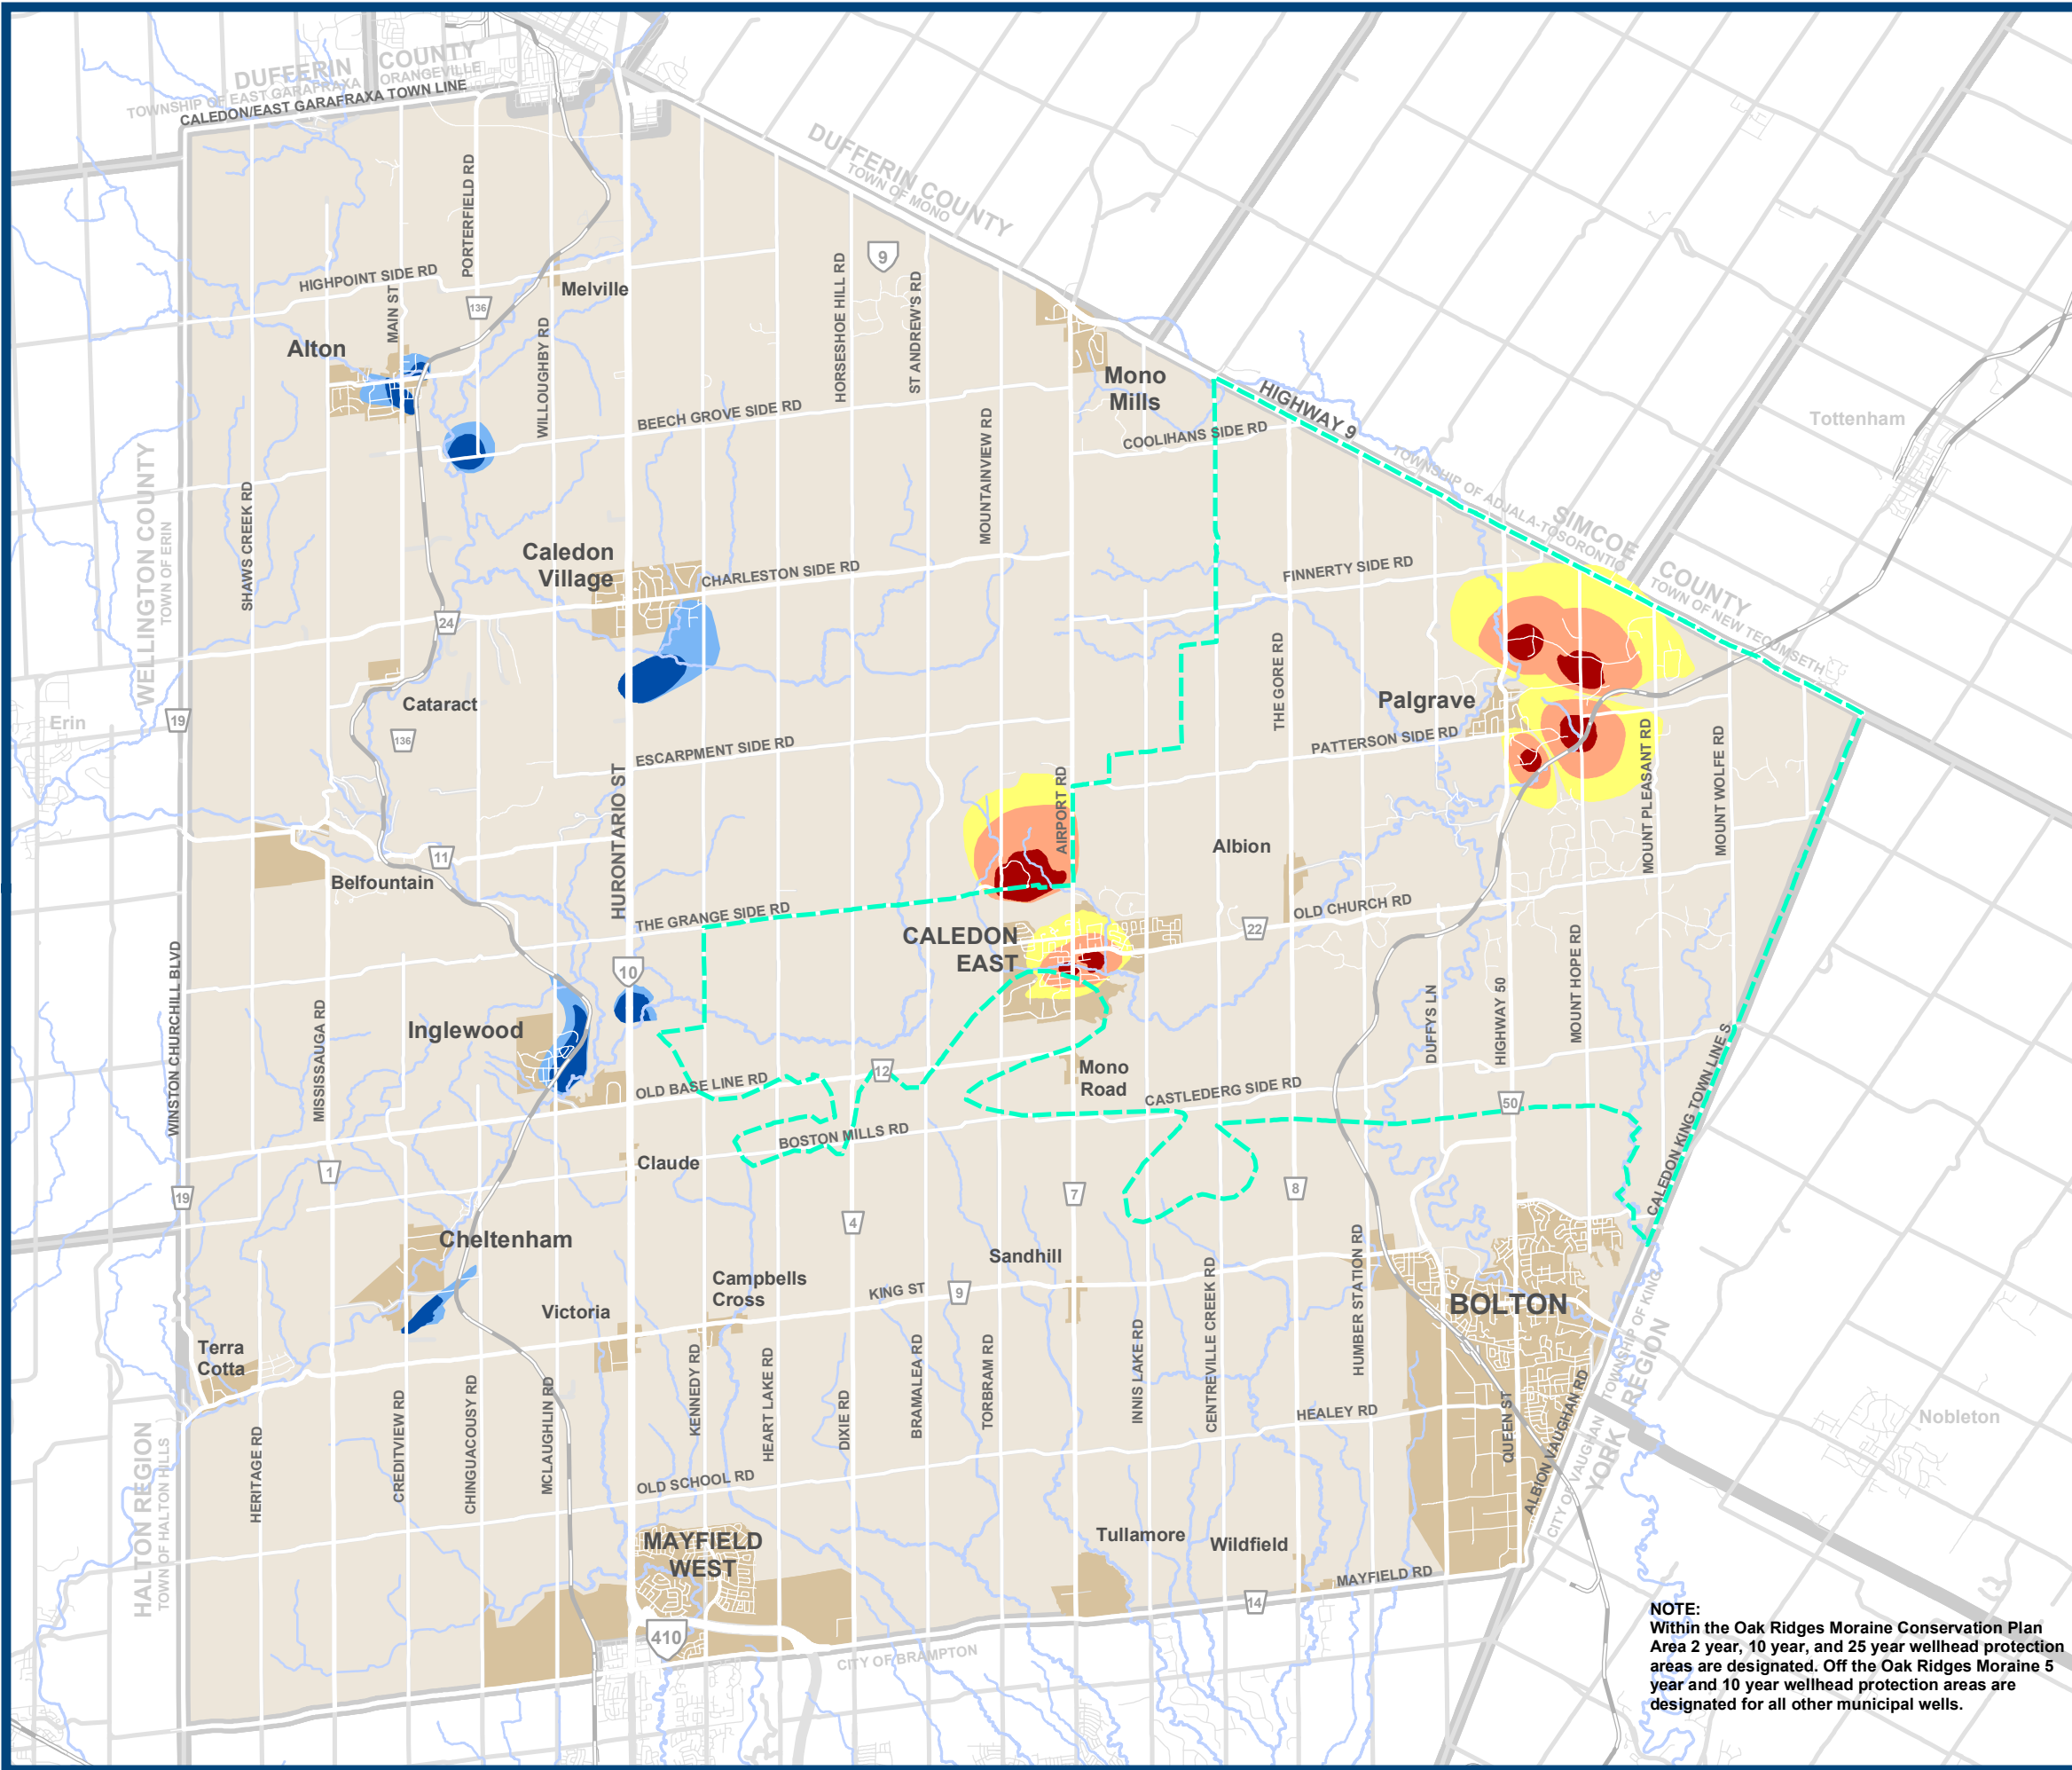 DUFFERIN COUNTY
TOWNSHIP OF EAST GARAFRAXA
ORANGEVILLE
CALEDON/EAST GARAFRAXA TOWN LINE
DUFFERIN COUNTY
TOWN OF MONO
PORTERFIELD RD
HIGHPOINT SIDE RD
MAIN ST
136
Melville
HORSESHOE HILL RD
9
ST ANDREW'S RD
WILLOUGHBY RD
Alton
Mono
Mills
HIGHWAY 9
BEECH GROVE SIDE RD
MOUNTAINVIEW RD
COOLIHANS SIDE RD
Tottenham
TOWNSHIP OF ADJALA-TOSORONTIO
SIMCOE COUNTY
TOWN OF NEW TECUMSETH
WELLINGTON COUNTY
TOWN OF ERIN
SHAWS CREEK RD
Caledon
Village
CHARLESTON SIDE RD
FINNERTY SIDE RD
24
THE GORE RD
Palgrave
Cataract
Erin
19
136
ESCARPMENT SIDE RD
PATTERSON SIDE RD
HURONTARIO ST
AIRPORT RD
MOUNT PLEASANT RD
MOUNT WOLFE RD
11
Albion
Belfountain
THE GRANGE SIDE RD
OLD CHURCH RD
22
CALEDON
EAST
MOUNT HOPE RD
10
WINSTON CHURCHILL BLVD
MISSISSAUGA RD
Inglewood
DUFFYS LN
HIGHWAY 50
12
Mono
Road
OLD BASE LINE RD
CASTLEDERG SIDE RD
50
CALEDON KING TOWN LINE S
BOSTON MILLS RD
Claude
1
19
7
8
4
Cheltenham
Sandhill
Campbells
Cross
KING ST
9
Victoria
CENTREVILLE CREEK RD
HUMBER STATION RD
BOLTON
TOWNSHIP OF KING
YORK REGION
CITY OF VAUGHAN
Terra
Cotta
INNIS LAKE RD
KENNEDY RD
HEART LAKE RD
BRAMALEA RD
TORBRAM RD
DIXIE RD
CREDITVIEW RD
CHINGUACOUSY RD
MCLAUGHLIN RD
HERITAGE RD
HEALEY RD
QUEEN ST
ALBION VAUGHAN RD
Nobleton
HALTON REGION
TOWN OF HALTON HILLS
OLD SCHOOL RD
MAYFIELD
WEST
Tullamore
Wildfield
MAYFIELD RD
14
410
CITY OF BRAMPTON
NOTE:
Within the Oak Ridges Moraine Conservation Plan
Area 2 year, 10 year, and 25 year wellhead protection
areas are designated. Off the Oak Ridges Moraine 5
year and 10 year wellhead protection areas are
designated for all other municipal wells.